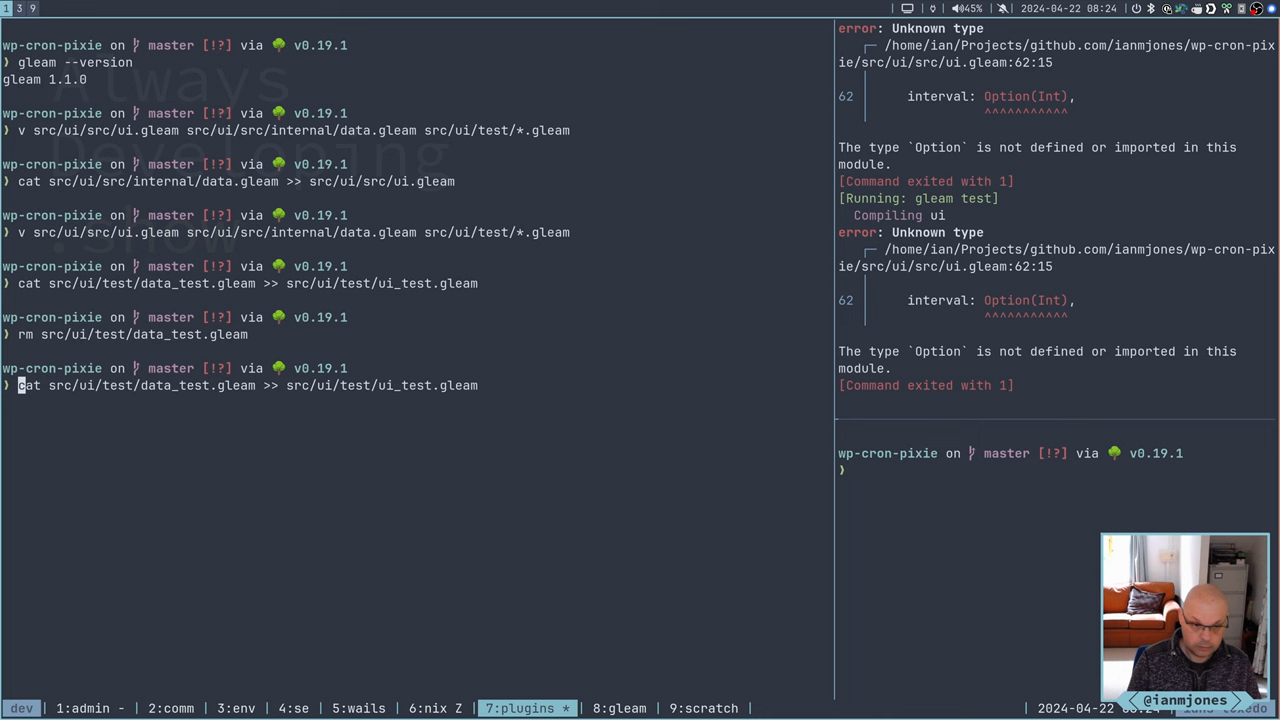 1 3 9
45%
2024-04-22 08:24
wp-cron-pixie on master [!?] via v0.19.1
❯ gleam --version
gleam 1.1.0
wp-cron-pixie on master [!?] via v0.19.1
❯ v src/ui/src/ui.gleam src/ui/src/internal/data.gleam src/ui/test/*.gleam
wp-cron-pixie on master [!?] via v0.19.1
❯ cat src/ui/src/internal/data.gleam >> src/ui/src/ui.gleam
wp-cron-pixie on master [!?] via v0.19.1
❯ v src/ui/src/ui.gleam src/ui/src/internal/data.gleam src/ui/test/*.gleam
wp-cron-pixie on master [!?] via v0.19.1
❯ cat src/ui/test/data_test.gleam >> src/ui/test/ui_test.gleam
wp-cron-pixie on master [!?] via v0.19.1
❯ rm src/ui/test/data_test.gleam
wp-cron-pixie on master [!?] via v0.19.1
❯ cat src/ui/test/data_test.gleam >> src/ui/test/ui_test.gleam
Always
Developing
.Show
error: Unknown type
┌─ /home/ian/Projects/github.com/ianmjones/wp-cron-pix
ie/src/ui/src/ui.gleam:62:15
62 │ interval: Option(Int),
^^^^^^^^^^^
The type `Option` is not defined or imported in this
module.
[Command exited with 1]
[Running: gleam test]
Compiling ui
error: Unknown type
┌─ /home/ian/Projects/github.com/ianmjones/wp-cron-pix
ie/src/ui/src/ui.gleam:62:15
62 │ interval: Option(Int),
^^^^^^^^^^^
The type `Option` is not defined or imported in this
module.
[Command exited with 1]
wp-cron-pixie on master [!?] via v0.19.1
❯
@ianmjones
dev 1:admin - 2:comm 3:env 4:se 5:wails 6:nix Z 7:plugins * 8:gleam 9:scratch 2024-04-22